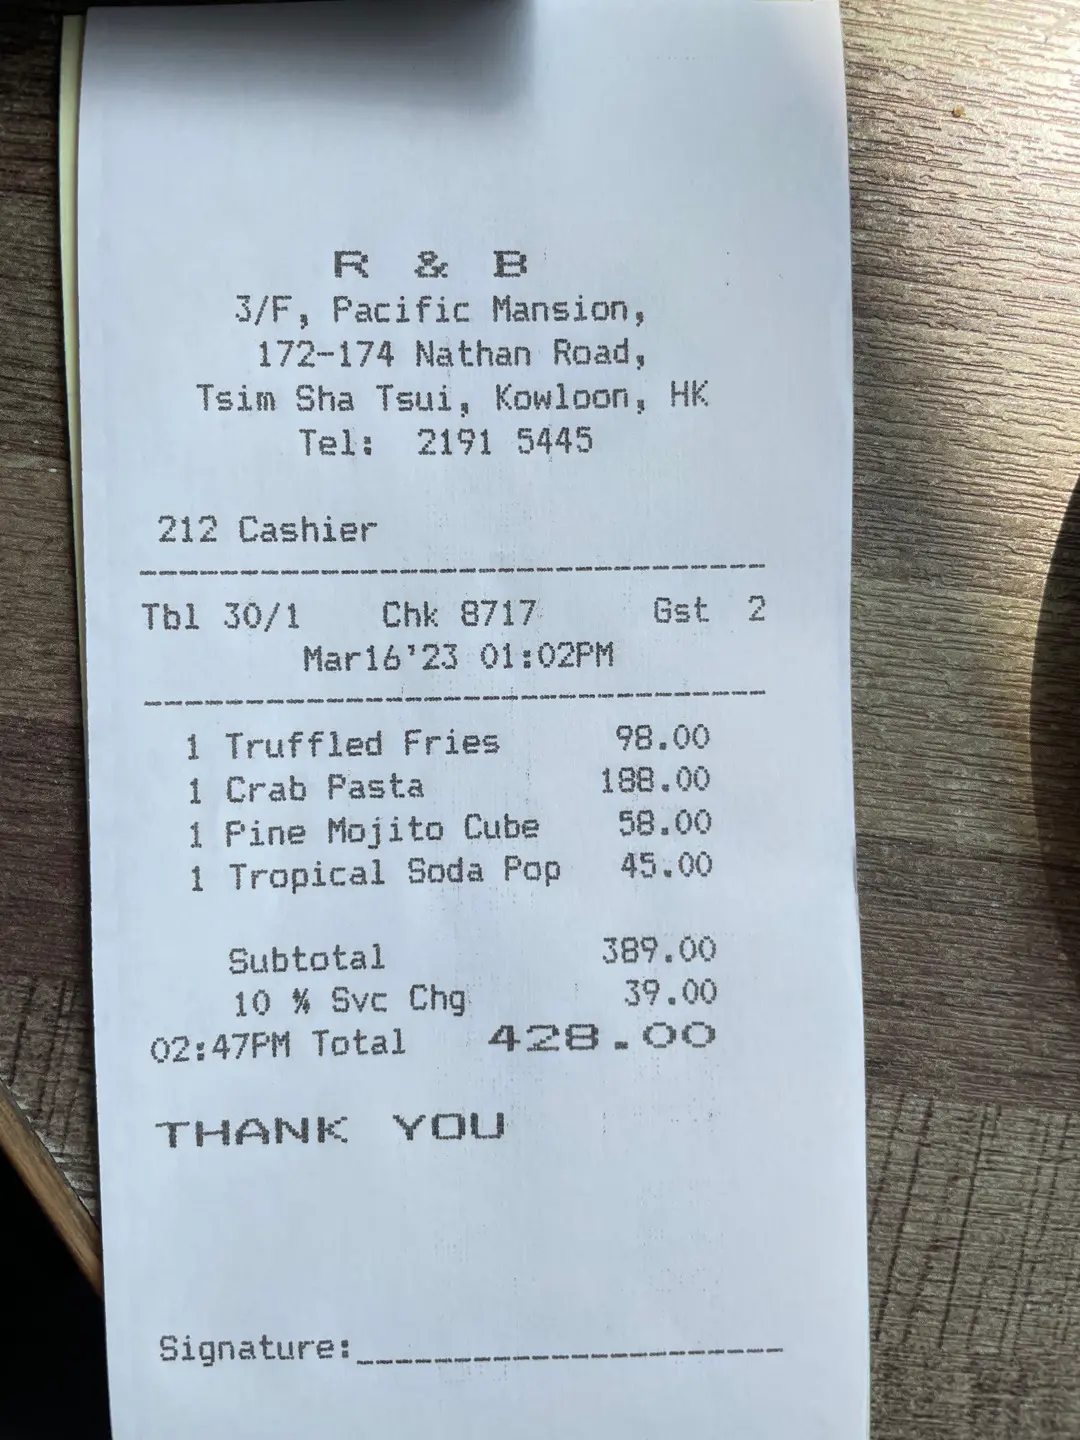 R & B
3/F, Pacific Mansion,
172-174 Nathan Road,
Tsim Sha Tsui, Kowloon, HK
Tel: 2191 5445
212 Cashier
Tbl 30/1 Chk 8717 Gst 2
Mar16'23 01:02PM
1 Truffled Fries 98.00
1 Crab Pasta 188.00
1 Pine Mojito Cube 58.00
1 Tropical Soda Pop 45.00
Subtotal 389.00
10 % Svc Chg 39.00
02:47PM Total 428.00
THANK YOU
Signature: